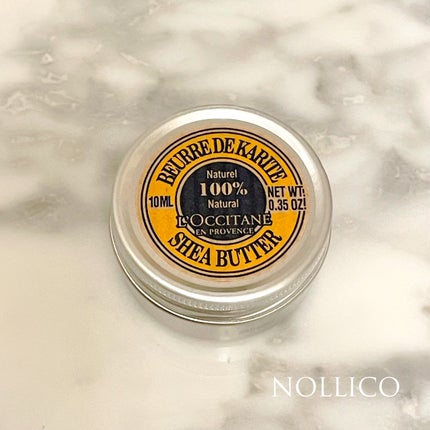 BEURRE DE KARITE
Naturel
100%
Natural
10ML
NET WT.
0.35 OZ.
L'OCCITANE
EN PROVENCE
SHEA BUTTER
NOLLICO